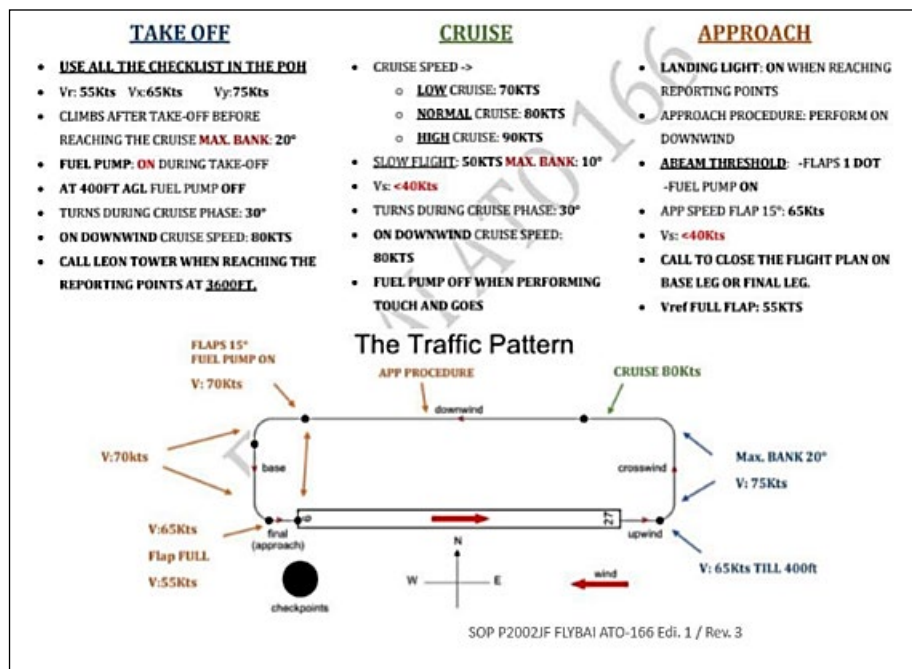 TAKE OFF
• USE ALL THE CHECKLIST IN THE POH
• Vr: 55Kts Vx:65Kts Vy:75Kts
• CLIMBS AFTER TAKE-OFF BEFORE
REACHING THE CRUISE MAX. BANK: 20°
• FUEL PUMP: ON DURING TAKE-OFF
• AT 400FT AGL FUEL PUMP OFF
• TURNS DURING CRUISE PHASE: 30°
• ON DOWNWIND CRUISE SPEED: 80KTS
• CALL LEON TOWER WHEN REACHING THE
REPORTING POINTS AT 3600FT.
CRUISE
• CRUISE SPEED ->
o LOW CRUISE: 70KTS
o NORMAL CRUISE: 80KTS
o HIGH CRUISE: 90KTS
• SLOW FLIGHT: 50KTS MAX. BANK: 10°
• Vs: <40Kts
• TURNS DURING CRUISE PHASE: 30°
• ON DOWNWIND CRUISE SPEED:
80KTS
• FUEL PUMP OFF WHEN PERFORMING
TOUCH AND GOES
APPROACH
• LANDING LIGHT: ON WHEN REACHING
REPORTING POINTS
• APPROACH PROCEDURE: PERFORM ON
DOWNWIND
• ABEAM THRESHOLD: -FLAPS 1 DOT
-FUEL PUMP ON
• APP SPEED FLAP 15°: 65Kts
• Vs: <40Kts
• CALL TO CLOSE THE FLIGHT PLAN ON
BASE LEG OR FINAL LEG.
• Vref FULL FLAP: 55KTS
AI ATO 166
The Traffic Pattern
FLAPS 15°
FUEL PUMP ON
V: 70Kts
APP PROCEDURE
CRUISE 80Kts
downwind
V:70kts
base
crosswind
Max. BANK 20°
V: 75Kts
9
27
V:65Kts
Flap FULL
V:55Kts
final
(approach)
upwind
V: 65Kts TILL 400ft
N
W E
S
wind
checkpoints
SOP P2002JF FLYBAI ATO-166 Edi. 1 / Rev. 3